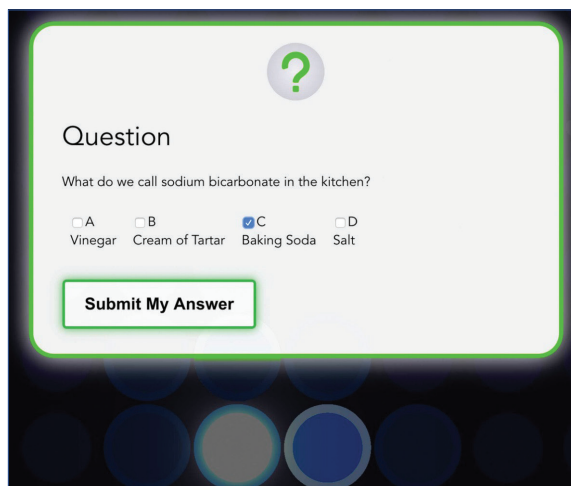 ?
Question
What do we call sodium bicarbonate in the kitchen?
A B C D
Vinegar Cream of Tartar Baking Soda Salt
Submit My Answer